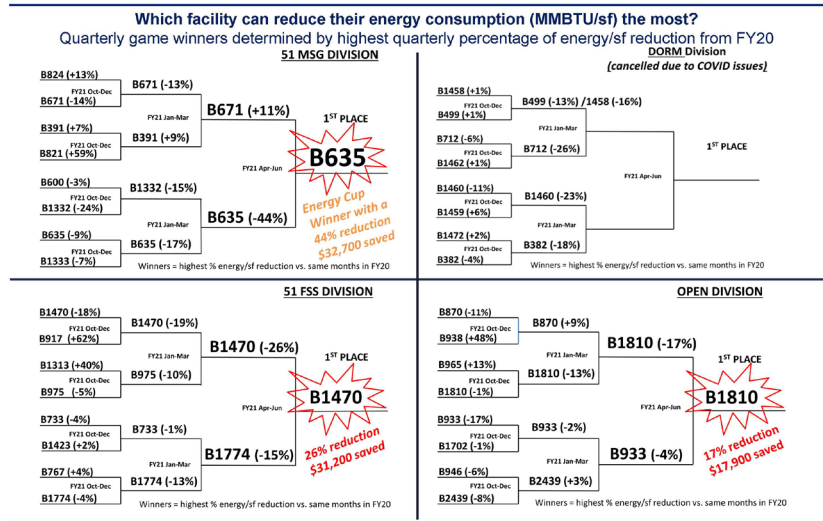 Which facility can reduce their energy consumption (MMBTU/sf) the most?
Quarterly game winners determined by highest quarterly percentage of energy/sf reduction from FY20
51 MSG DIVISION
B824 (+13%)
FY21 Oct-Dec
B671 (-14%)
B671 (-13%)
FY21 Jan-Mar
B391 (+7%)
FY21 Oct-Dec
B821 (+59%)
B391 (+9%)
B671 (+11%)
FY21 Apr-Jun
B600 (-3%)
FY21 Oct-Dec
B1332 (-24%)
B1332 (-15%)
FY21 Jan-Mar
B635 (-9%)
FY21 Oct-Dec
B1333 (-7%)
B635 (-17%)
B635 (-44%)
1ST PLACE
B635
Energy Cup
Winner with a
44% reduction
$32,700 saved
Winners = highest % energy/sf reduction vs. same months in FY20
DORM Division
(cancelled due to COVID issues)
B1458 (+1%)
FY21 Oct-Dec
B499 (+1%)
B499 (-13%) /1458 (-16%)
FY21 Jan-Mar
B712 (-6%)
FY21 Oct-Dec
B1462 (+1%)
B712 (-26%)
FY21 Apr-Jun
B1460 (-11%)
FY21 Oct-Dec
B1459 (+6%)
B1460 (-23%)
FY21 Jan-Mar
B1472 (+2%)
FY21 Oct-Dec
B382 (-4%)
B382 (-18%)
1ST PLACE
Winners = highest % energy/sf reduction vs. same months in FY20
51 FSS DIVISION
B1470 (-18%)
FY21 Oct-Dec
B917 (+62%)
B1470 (-19%)
FY21 Jan-Mar
B1313 (+40%)
FY21 Oct-Dec
B975 (-5%)
B975 (-10%)
B1470 (-26%)
FY21 Apr-Jun
B733 (-4%)
FY21 Oct-Dec
B1423 (+2%)
B733 (-1%)
FY21 Jan-Mar
B767 (+4%)
FY21 Oct-Dec
B1774 (-4%)
B1774 (-13%)
B1774 (-15%)
1ST PLACE
B1470
26% reduction
$31,200 saved
Winners = highest % energy/sf reduction vs. same months in FY20
OPEN DIVISION
B870 (-11%)
FY21 Oct-Dec
B938 (+48%)
B870 (+9%)
FY21 Jan-Mar
B965 (+13%)
FY21 Oct-Dec
B1810 (-1%)
B1810 (-13%)
B1810 (-17%)
FY21 Apr-Jun
B933 (-17%)
FY21 Oct-Dec
B1702 (-1%)
B933 (-2%)
FY21 Jan-Mar
B946 (-6%)
FY21 Oct-Dec
B2439 (-8%)
B2439 (+3%)
B933 (-4%)
1ST PLACE
B1810
17% reduction
$17,900 saved
Winners = highest % energy/sf reduction vs. same months in FY20